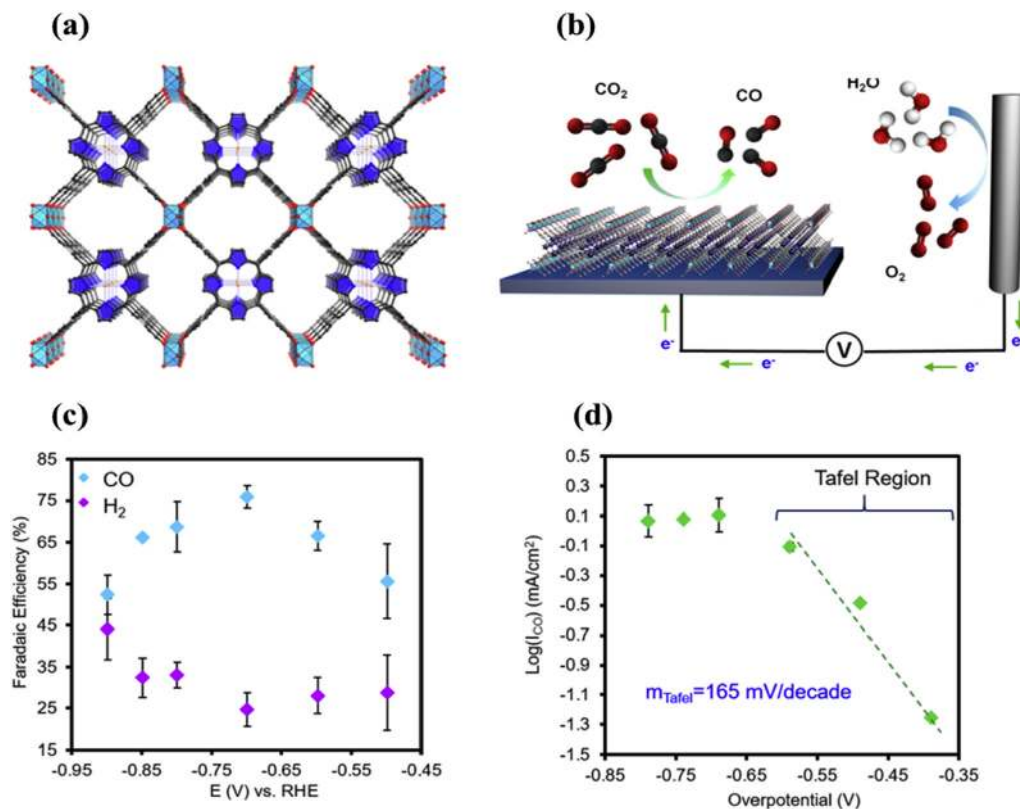 (a)
(b)
CO₂
CO
H₂O
O₂
e⁻
e⁻
V
e⁻
e
(c)
Faradaic Efficiency (%)
85
75
65
55
45
35
25
15
CO
H₂
-0.95
-0.85
-0.75
-0.65
-0.55
-0.45
E (V) vs. RHE
(d)
Log(I_CO) (mA/cm²)
0.5
0.3
0.1
-0.1
-0.3
-0.5
-0.7
-0.9
-1.1
-1.3
-1.5
Tafel Region
m_Tafel=165 mV/decade
-0.85
-0.75
-0.65
-0.55
-0.45
-0.35
Overpotential (V)